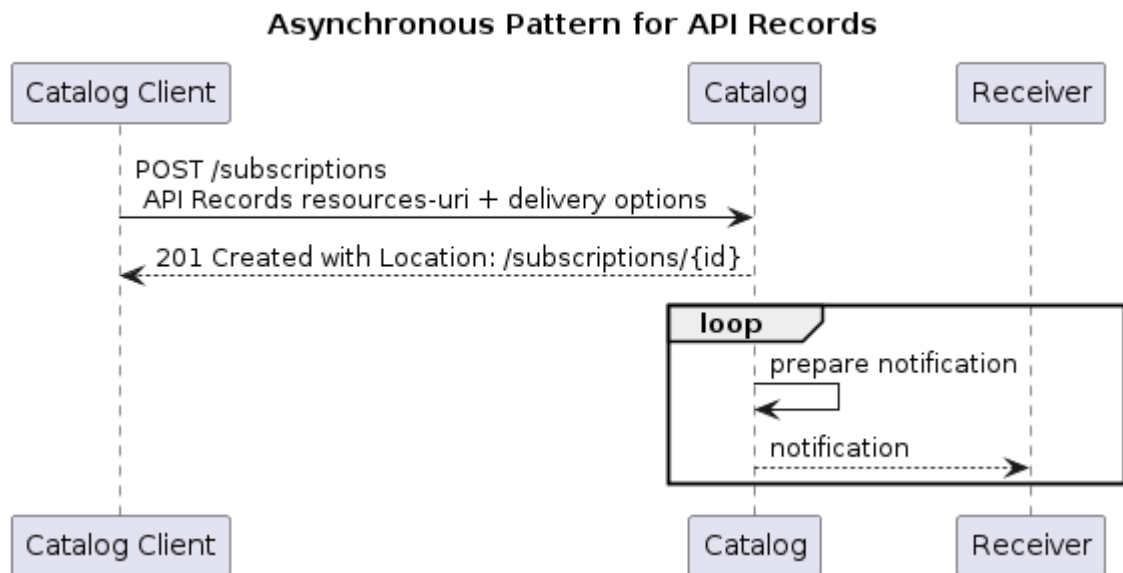 Asynchronous Pattern for API Records
Catalog Client
Catalog
Receiver
POST /subscriptions
API Records resources-uri + delivery options
201 Created with Location: /subscriptions/{id}
loop
prepare notification
notification
Catalog Client
Catalog
Receiver